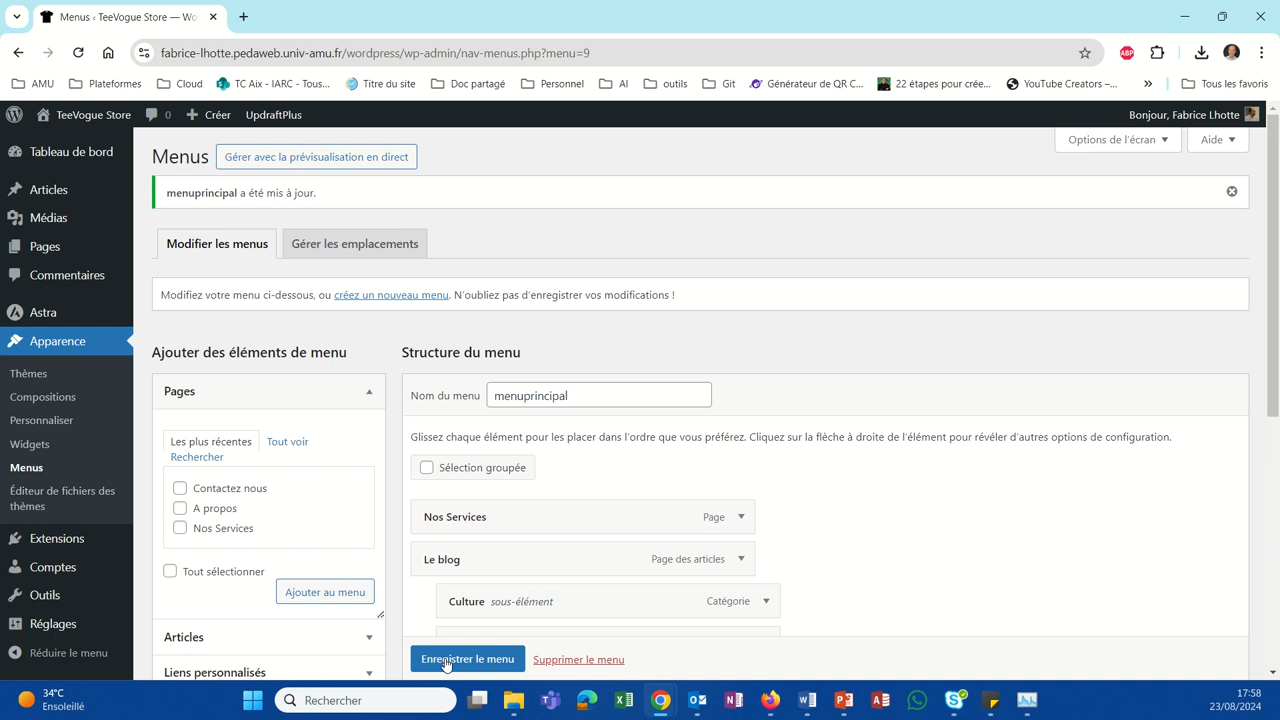 Menus ‹ TeeVogue Store — Wo
fabrice-lhotte.pedaweb.univ-amu.fr/wordpress/wp-admin/nav-menus.php?menu=9
ABP
AMU
Plateformes
Cloud
TC Aix - IARC - Tous...
Titre du site
Doc partagé
Personnel
AI
outils
Git
Générateur de QR C...
22 étapes pour crée...
YouTube Creators –...
»
Tous les favoris
TeeVogue Store
0
Créer
UpdraftPlus
Bonjour, Fabrice Lhotte
Tableau de bord
Articles
Médias
Pages
Commentaires
Astra
Apparence
Thèmes
Compositions
Personnaliser
Widgets
Menus
Éditeur de fichiers des
thèmes
Extensions
Comptes
Outils
Réglages
Réduire le menu
Options de l'écran
Aide
Menus
Gérer avec la prévisualisation en direct
menuprincipal a été mis à jour.
Modifier les menus
Gérer les emplacements
Modifiez votre menu ci-dessous, ou créez un nouveau menu. N'oubliez pas d'enregistrer vos modifications !
Ajouter des éléments de menu
Pages
Les plus récentes
Tout voir
Rechercher
Contactez nous
A propos
Nos Services
Tout sélectionner
Ajouter au menu
Articles
Liens personnalisés
Structure du menu
Nom du menu
menuprincipal
Glissez chaque élément pour les placer dans l'ordre que vous préférez. Cliquez sur la flèche à droite de l'élément pour révéler d'autres options de configuration.
Sélection groupée
Nos Services
Page
Le blog
Page des articles
Culture sous-élément
Catégorie
Enregistrer le menu
Supprimer le menu
34°C
Ensoleillé
Rechercher
17:58
23/08/2024